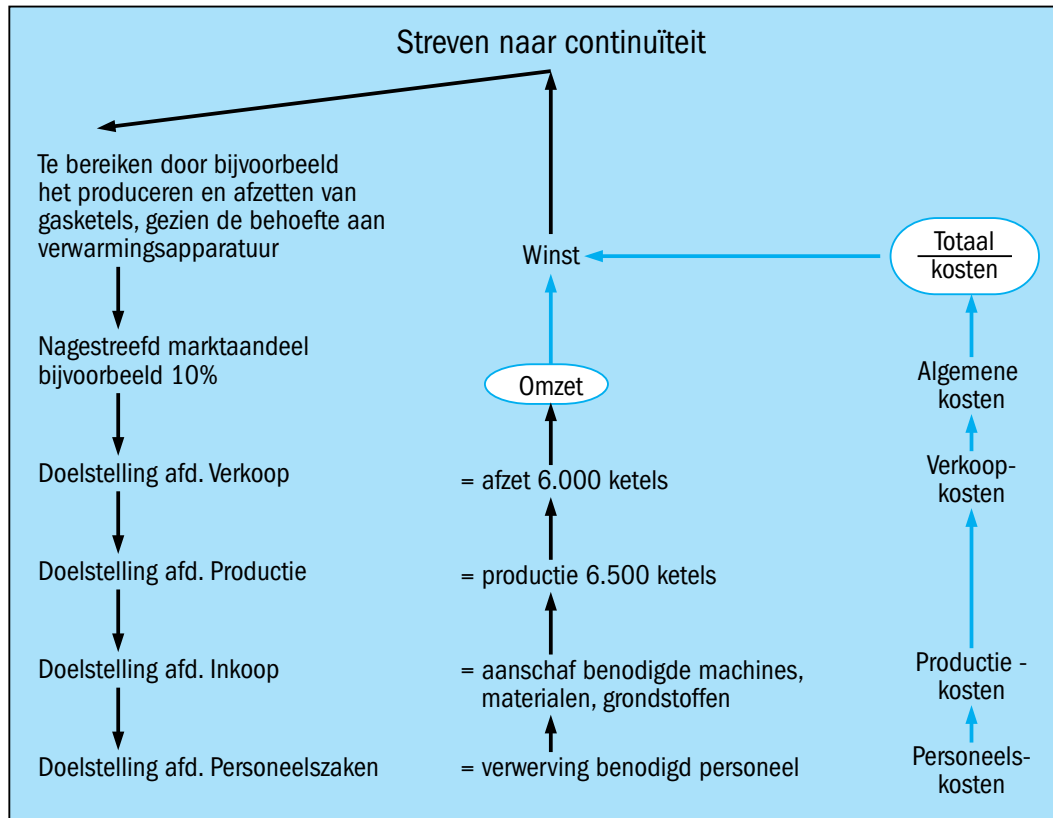 Streven naar continuïteit
Te bereiken door bijvoorbeeld
het produceren en afzetten van
gasketels, gezien de behoefte aan
verwarmingsapparatuur
Winst
Totaal
kosten
Nagestreefd marktaandeel
bijvoorbeeld 10%
Omzet
Algemene
kosten
Doelstelling afd. Verkoop
= afzet 6.000 ketels
Verkoop-
kosten
Doelstelling afd. Productie
= productie 6.500 ketels
Doelstelling afd. Inkoop
= aanschaf benodigde machines,
materialen, grondstoffen
Productie -
kosten
Doelstelling afd. Personeelszaken
= verwerving benodigd personeel
Personeels-
kosten